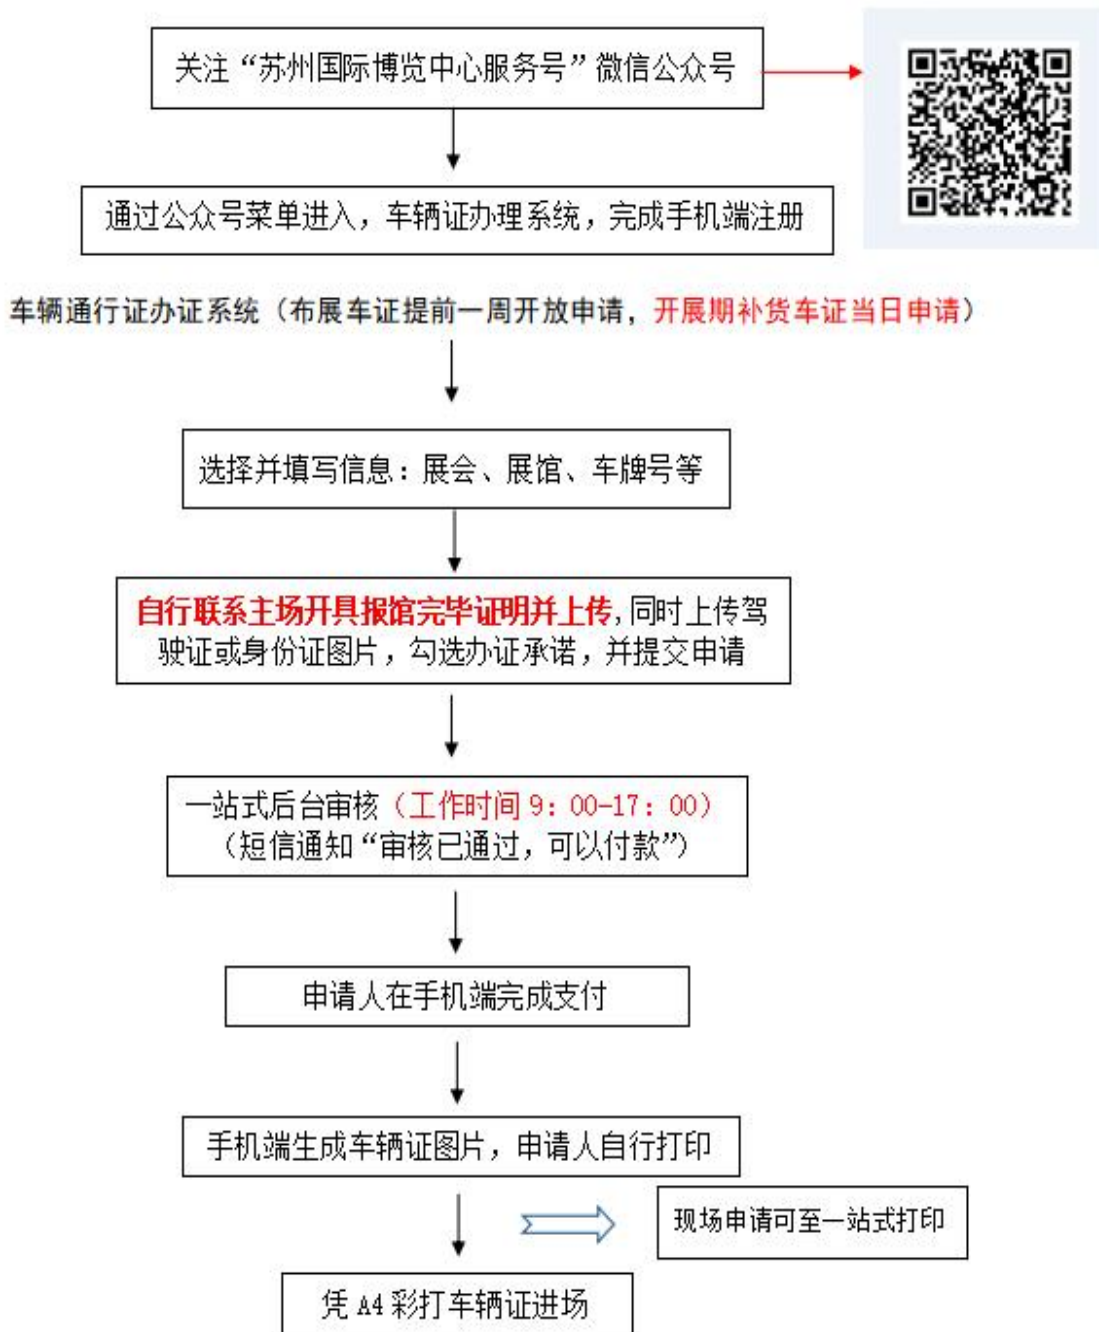 关注“苏州国际博览中心服务号”微信公众号
通过公众号菜单进入，车辆证办理系统，完成手机端注册
车辆通行证办证系统（布展车证提前一周开放申请，开展期补货车证当日申请）
选择并填写信息：展会、展馆、车牌号等
自行联系主场开具报馆完毕证明并上传,同时上传驾
驶证或身份证图片，勾选办证承诺，并提交申请
一站式后台审核（工作时间 9：00-17：00）
（短信通知“审核已通过，可以付款”）
申请人在手机端完成支付
手机端生成车辆证图片，申请人自行打印
现场申请可至一站式打印
凭 A4 彩打车辆证进场